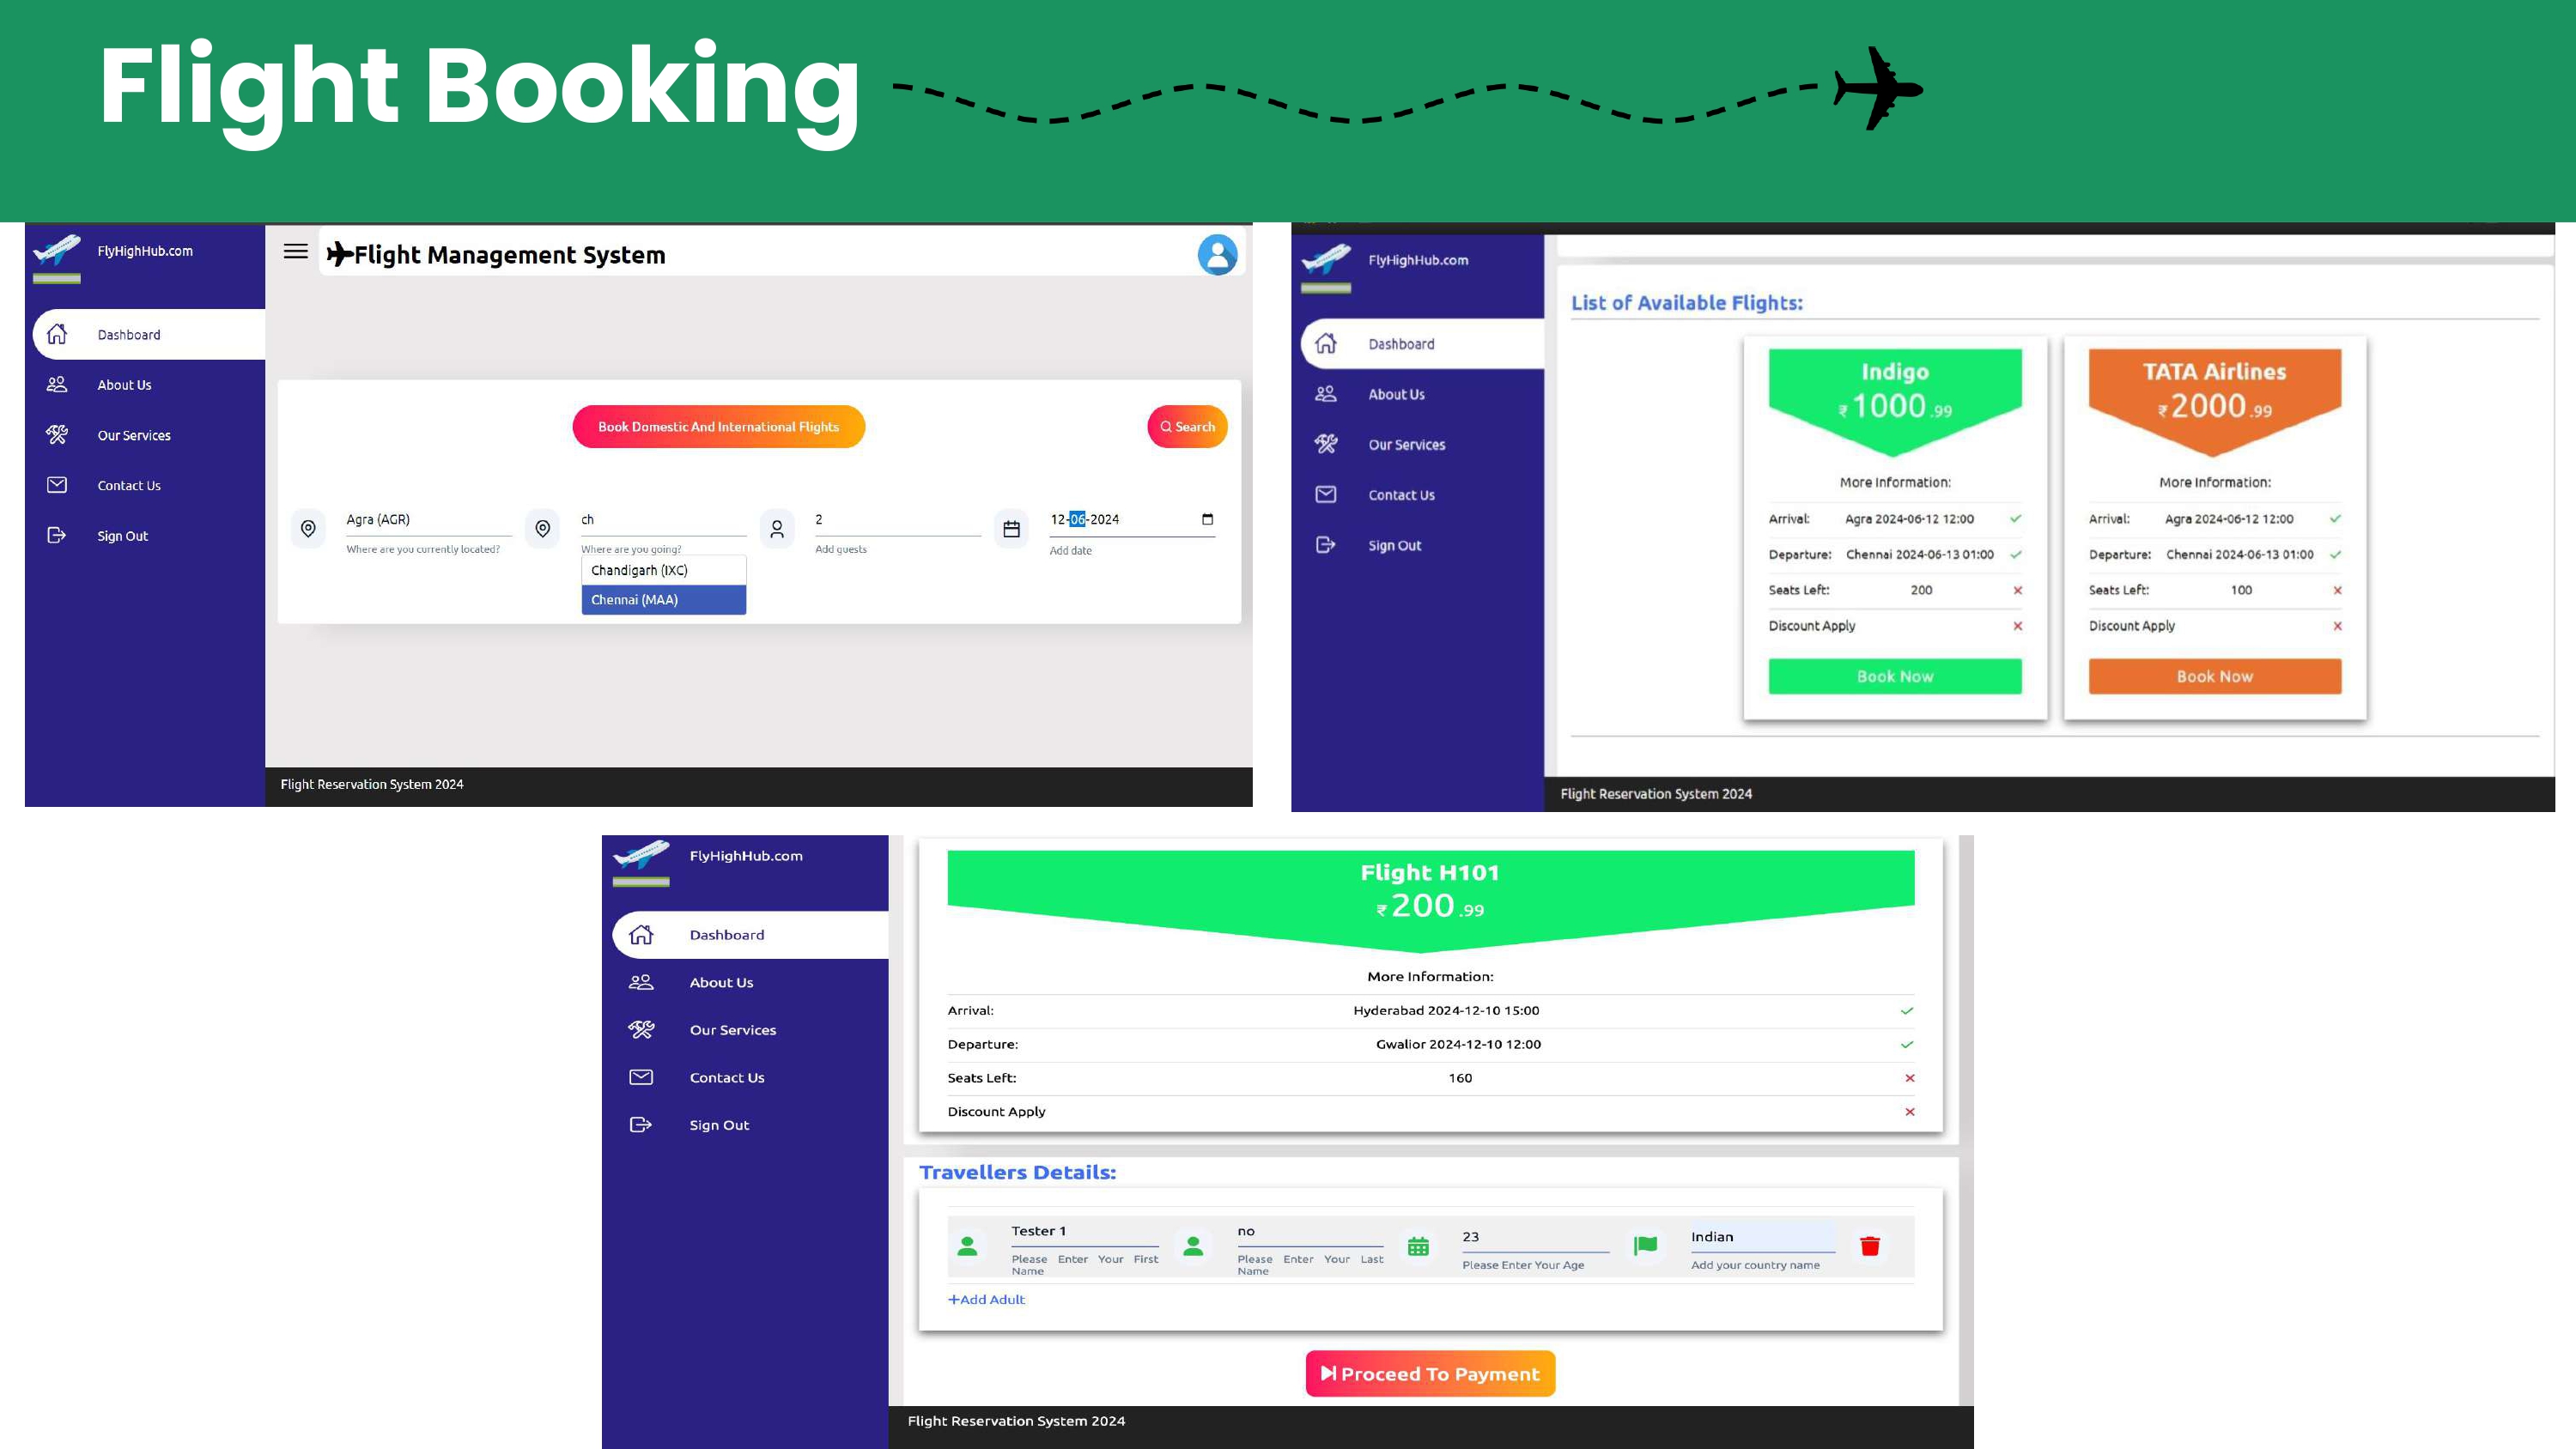 Flight Booking
FlyHighHub.com
Flight Management System
Dashboard
About Us
Our Services
Contact Us
Sign Out
Book Domestic And International Flights
Search
Agra (AGR)
Where are you currently located?
ch
Where are you going?
Chandigarh (IXC)
Chennai (MAA)
2
Add guests
12-06-2024
Add date
Flight Reservation System 2024
FlyHighHub.com
Dashboard
About Us
Our Services
Contact Us
Sign Out
List of Available Flights:
Indigo
₹ 1000 .99
More Information:
Arrival: Agra 2024-06-12 12:00
Departure: Chennai 2024-06-13 01:00
Seats Left: 200
Discount Apply
Book Now
TATA Airlines
₹ 2000 .99
More Information:
Arrival: Agra 2024-06-12 12:00
Departure: Chennai 2024-06-13 01:00
Seats Left: 100
Discount Apply
Book Now
Flight Reservation System 2024
FlyHighHub.com
Dashboard
About Us
Our Services
Contact Us
Sign Out
Flight H101
₹ 200 .99
More Information:
Arrival: Hyderabad 2024-12-10 15:00
Departure: Gwalior 2024-12-10 12:00
Seats Left: 160
Discount Apply
Travellers Details:
Tester 1
Please Enter Your First
Name
no
Please Enter Your Last
Name
23
Please Enter Your Age
Indian
Add your country name
+Add Adult
Proceed To Payment
Flight Reservation System 2024